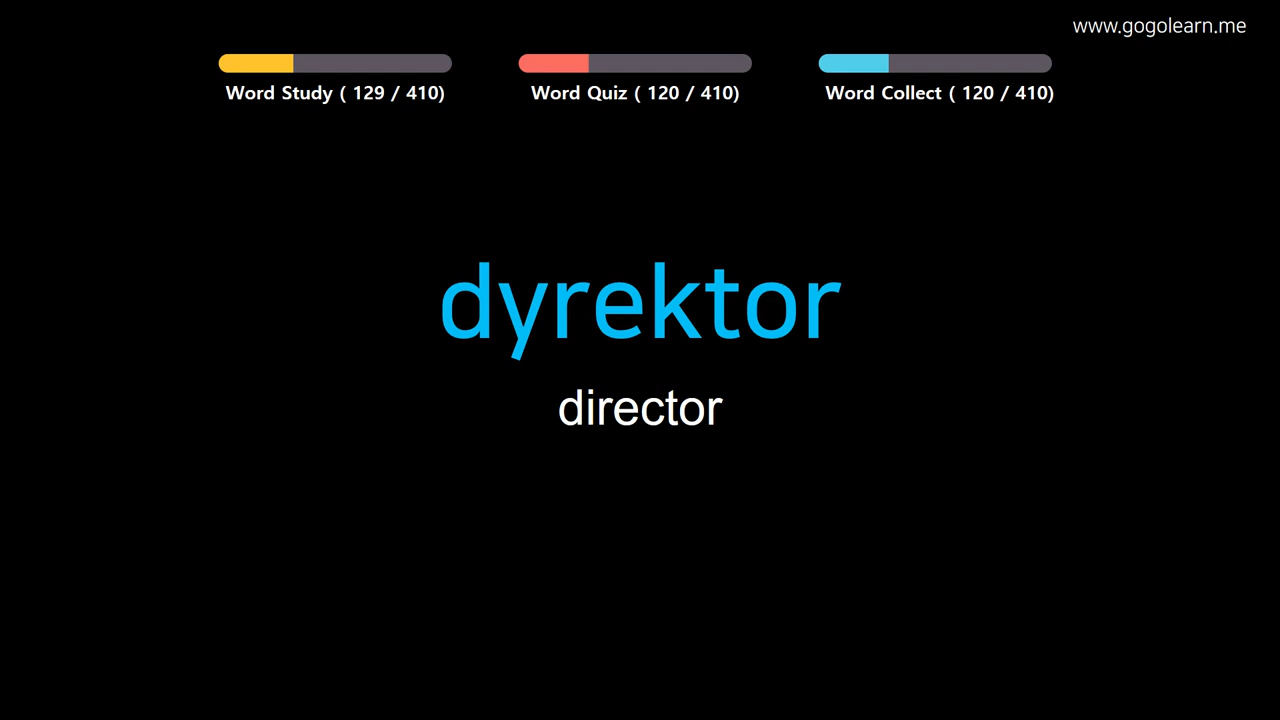 www.gogolearn.me
Word Study ( 129 / 410)
Word Quiz ( 120 / 410)
Word Collect ( 120 / 410)
dyrektor
director